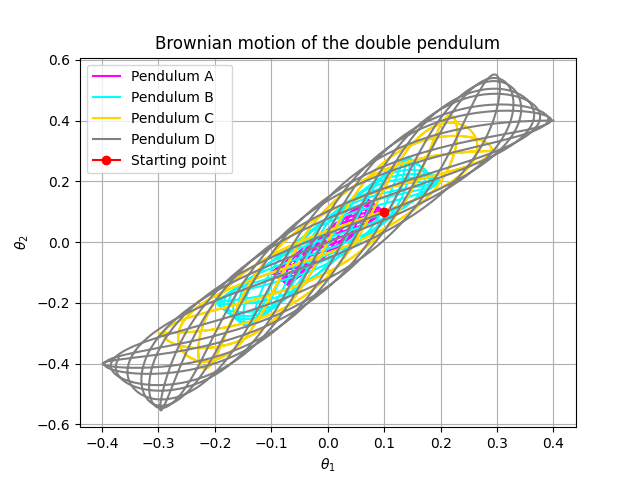 Brownian motion of the double pendulum
Pendulum A
Pendulum B
Pendulum C
Pendulum D
Starting point
0.6
0.4
0.2
0.0
−0.2
−0.4
−0.6
θ₂
−0.4
−0.3
−0.2
−0.1
0.0
0.1
0.2
0.3
0.4
θ₁